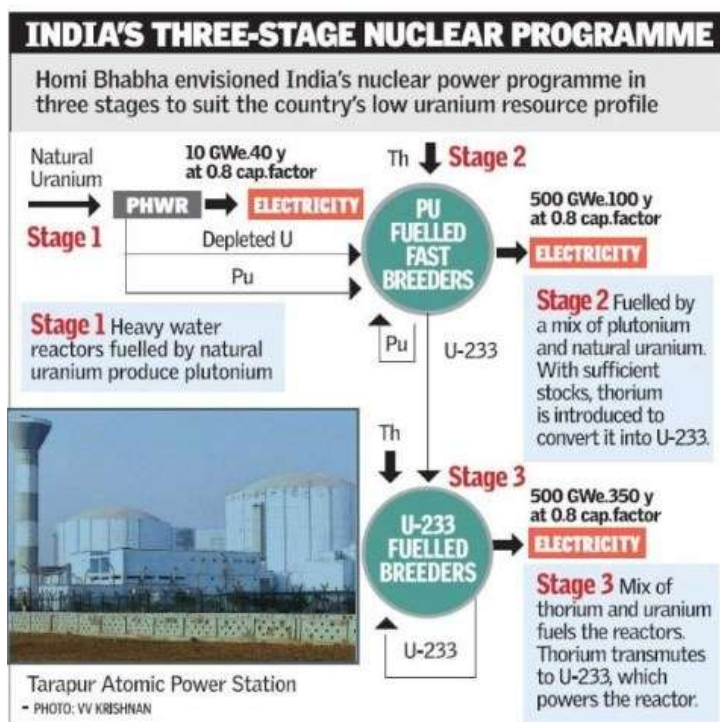 INDIA'S THREE-STAGE NUCLEAR PROGRAMME
Homi Bhabha envisioned India's nuclear power programme in
three stages to suit the country's low uranium resource profile
Natural
Uranium
Stage 1
PHWR
10 GWe.40 y
at 0.8 cap.factor
ELECTRICITY
Depleted U
Pu
Th
Stage 2
PU
FUELLED
FAST
BREEDERS
500 GWe.100 y
at 0.8 cap.factor
ELECTRICITY
Stage 1 Heavy water
reactors fuelled by natural
uranium produce plutonium
Pu
U-233
Stage 2 Fuelled by
a mix of plutonium
and natural uranium.
With sufficient
stocks, thorium
is introduced to
convert it into U-233.
Th
Stage 3
U-233
FUELLED
BREEDERS
500 GWe.350 y
at 0.8 cap.factor
ELECTRICITY
U-233
Stage 3 Mix of
thorium and uranium
fuels the reactors.
Thorium transmutes
to U-233, which
powers the reactor.
Tarapur Atomic Power Station
- PHOTO: VV KRISHNAN